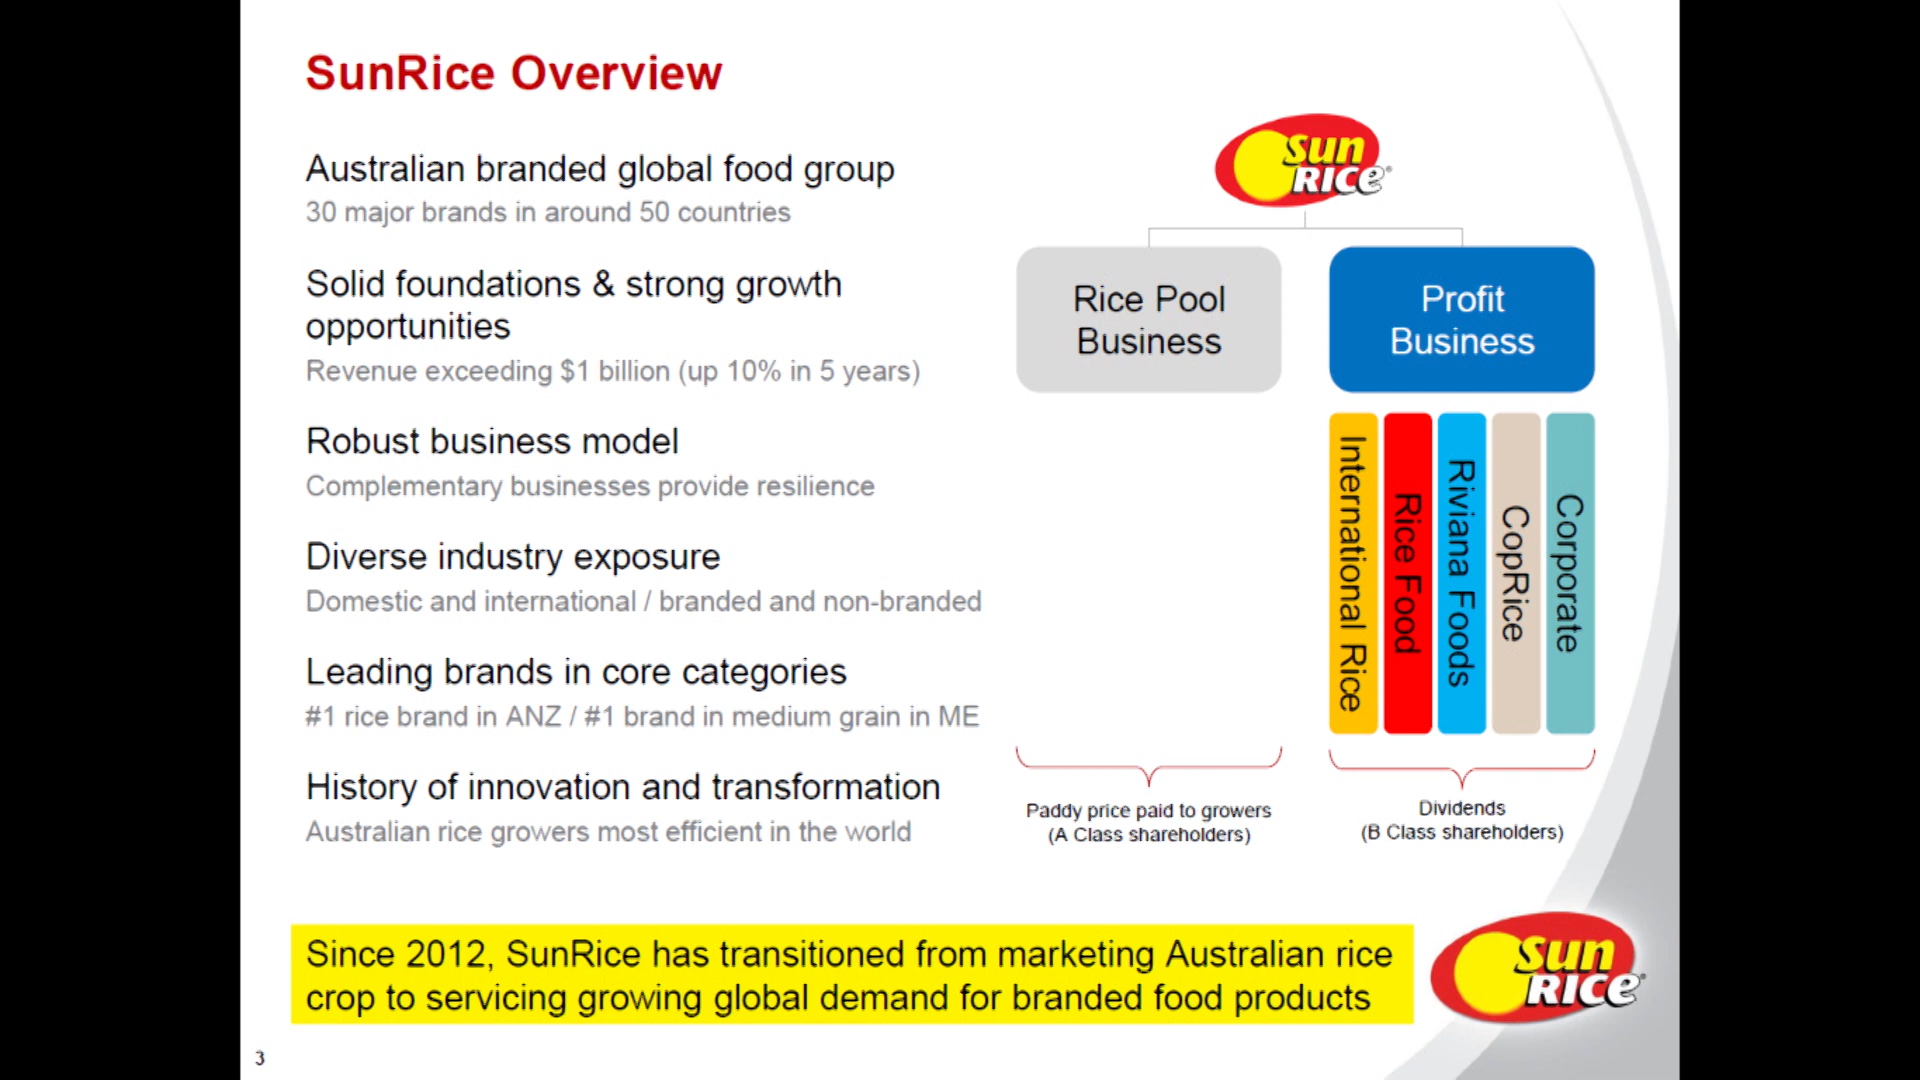 SunRice Overview
Australian branded global food group
30 major brands in around 50 countries
Solid foundations & strong growth
opportunities
Revenue exceeding $1 billion (up 10% in 5 years)
Robust business model
Complementary businesses provide resilience
Diverse industry exposure
Domestic and international / branded and non-branded
Leading brands in core categories
#1 rice brand in ANZ / #1 brand in medium grain in ME
History of innovation and transformation
Australian rice growers most efficient in the world
Sun
RICE®
Rice Pool
Business
Profit
Business
International Rice
Rice Food
Riviana Foods
CopRice
Corporate
Paddy price paid to growers
(A Class shareholders)
Dividends
(B Class shareholders)
Since 2012, SunRice has transitioned from marketing Australian rice
crop to servicing growing global demand for branded food products
Sun
RICE®
3